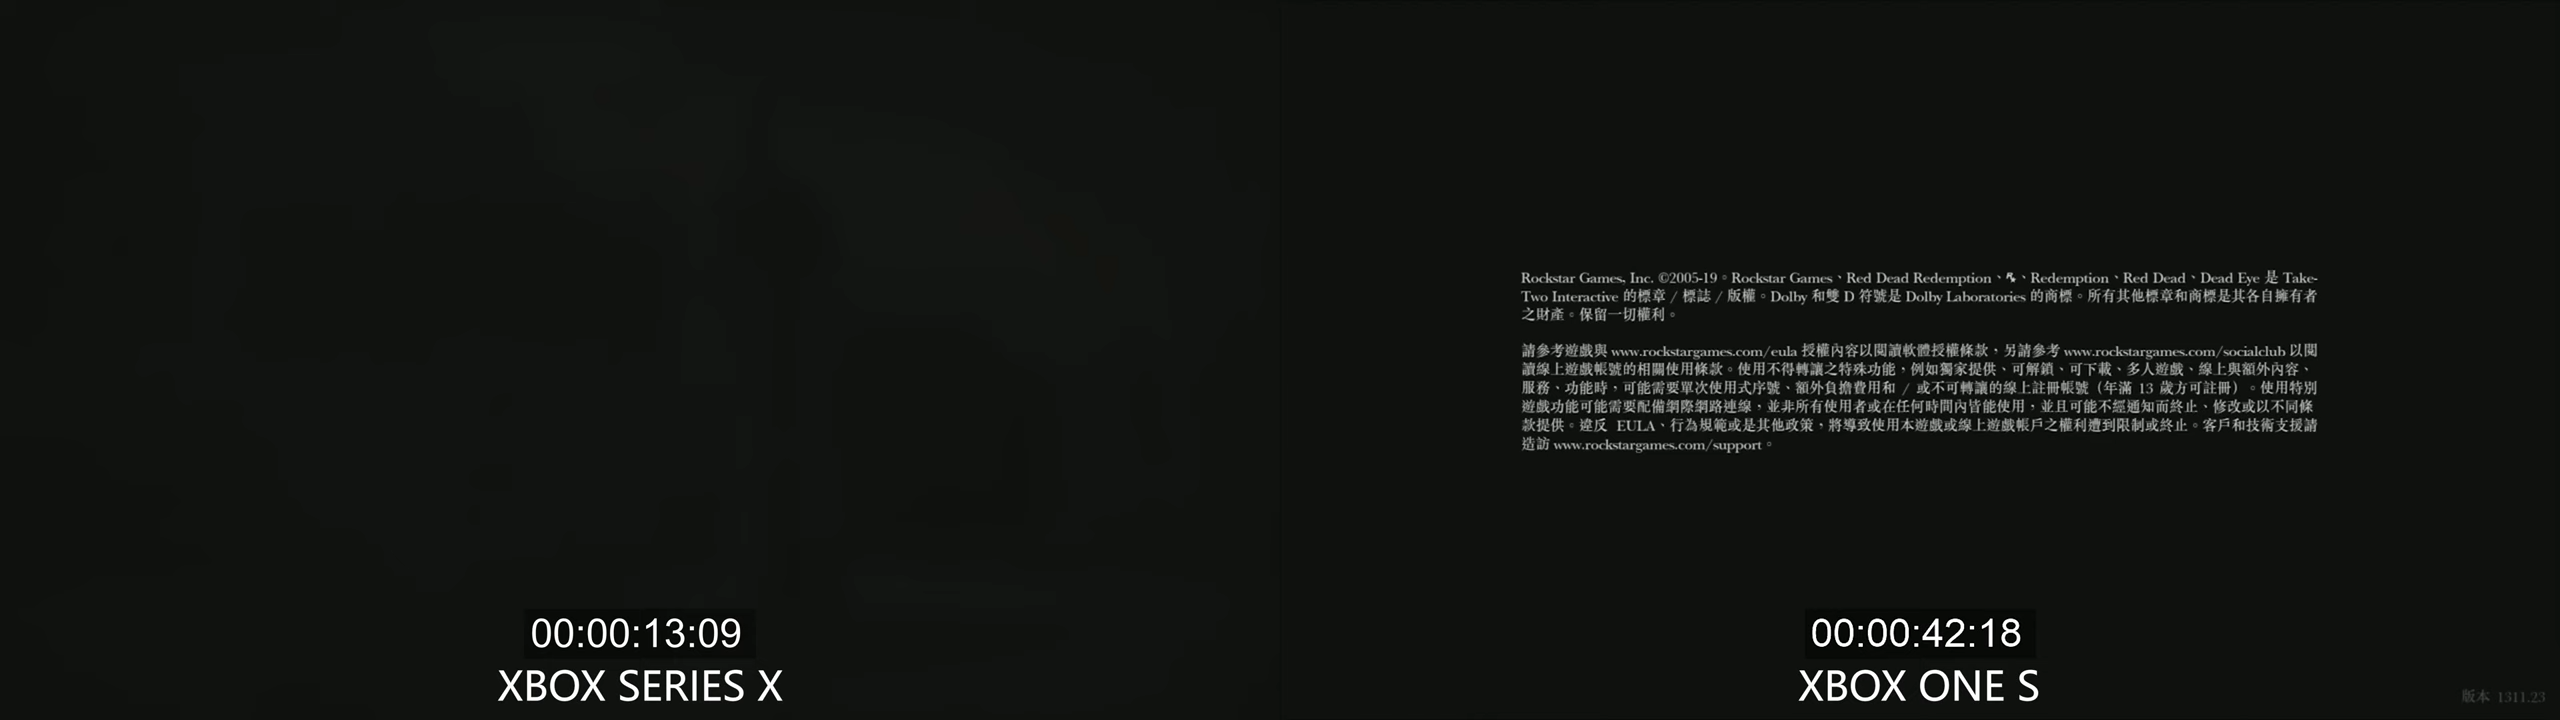 00:00:13:09
XBOX SERIES X
Rockstar Games, Inc. ©2005-19。Rockstar Games、Red Dead Redemption、R*、Redemption、Red Dead、Dead Eye 是 Take-
Two Interactive 的標章 / 標誌 / 版權。Dolby 和雙 D 符號是 Dolby Laboratories 的商標。所有其他標章和商標是其各自擁有者
之財產。保留一切權利。
請參考遊戲與 www.rockstargames.com/eula 授權內容以閱讀軟體授權條款，另請參考 www.rockstargames.com/socialclub 以閱
讀線上遊戲帳號的相關使用條款。使用不得轉讓之特殊功能，例如獨家提供、可解鎖、可下載、多人遊戲、線上與額外內容、
服務、功能時，可能需要單次使用式序號、額外負擔費用和 / 或不可轉讓的線上註冊帳號（年滿 13 歲方可註冊）。使用特別
遊戲功能可能需要配備網際網路連線，並非所有使用者或在任何時間內皆能使用，並且可能不經通知而終止、修改或以不同條
款提供。違反 EULA、行為規範或是其他政策，將導致使用本遊戲或線上遊戲帳戶之權利遭到限制或終止。客戶和技術支援請
造訪 www.rockstargames.com/support。
00:00:42:18
XBOX ONE S
版本 1311.23